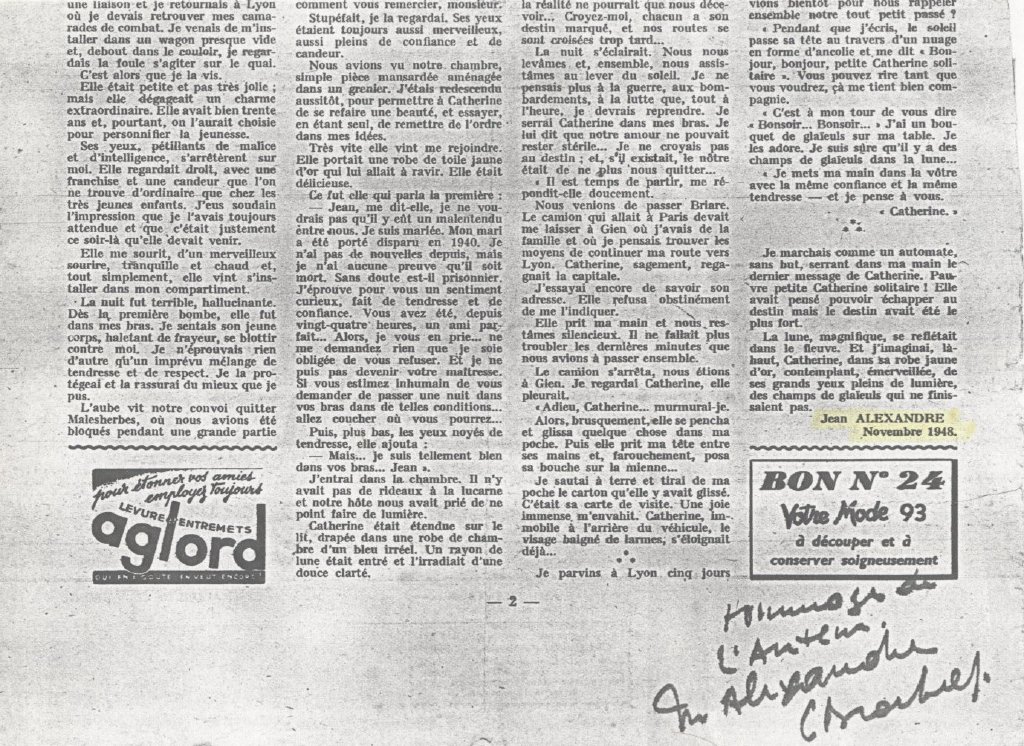 une liaison et je retournais à Lyon
où je devais retrouver mes cama-
rades de combat. Je venais de m'ins-
taller dans un wagon presque vide
et, debout dans le couloir, je regar-
dais la foule s'agiter sur le quai.
C'est alors que je la vis.
Elle était petite et pas très jolie ;
mais elle dégageait un charme
extraordinaire. Elle avait bien trente
ans et, pourtant, on l'aurait choisie
pour personnifier la jeunesse.
Ses yeux, pétillants de malice
et d'intelligence, s'arrêtèrent sur
moi. Elle regardait droit, avec une
franchise et une candeur que l'on
ne trouve d'ordinaire que chez les
très jeunes enfants. J'eus soudain
l'impression que je l'avais toujours
attendue et que c'était justement
ce soir-là qu'elle devait venir.
Elle me sourit, d'un merveilleux
sourire, tranquille et chaud et,
tout simplement, elle vint s'ins-
taller dans mon compartiment.
La nuit fut terrible, hallucinante.
Dès la première bombe, elle fut
dans mes bras. Je sentais son jeune
corps, haletant de frayeur, se blottir
contre moi. Je n'éprouvais rien
d'autre qu'un imprévu mélange de
tendresse et de respect. Je la pro-
tégeai et la rassurai du mieux que je
pus.
L'aube vit notre convoi quitter
Malesherbes, où nous avions été
bloqués pendant une grande partie
pour étonner vos amies
employez toujours
LEVURE D'ENTREMETS
aglord
QUI EN GOUTE EN VEUT ENCORE !
comment vous remercier, monsieur.
Stupéfait, je la regardai. Ses yeux
étaient toujours aussi merveilleux,
aussi pleins de confiance et de
candeur.
Nous avions vu notre chambre,
simple pièce mansardée aménagée
dans un grenier. J'étais redescendu
aussitôt, pour permettre à Catherine
de se refaire une beauté, et essayer,
en étant seul, de remettre de l'ordre
dans mes idées.
Très vite elle vint me rejoindre.
Elle portait une robe de toile jaune
d'or qui lui allait à ravir. Elle était
délicieuse.
Ce fut elle qui parla la première :
— Jean, me dit-elle, je ne vou-
drais pas qu'il y eût un malentendu
entre nous. Je suis mariée. Mon mari
a été porté disparu en 1940. Je
n'ai pas de nouvelles depuis, mais
je n'ai aucune preuve qu'il soit
mort. Sans doute est-il prisonnier.
J'éprouve pour vous un sentiment
curieux, fait de tendresse et de
confiance. Vous avez été, depuis
vingt-quatre heures, un ami par-
fait... Alors, je vous en prie... ne
me demandez rien que je sois
obligée de vous refuser. Et je ne
puis pas devenir votre maîtresse.
Si vous estimez inhumain de vous
demander de passer une nuit dans
vos bras dans de telles conditions...
allez coucher où vous pourrez...
Puis, plus bas, les yeux noyés de
tendresse, elle ajouta :
— Mais... je suis tellement bien
dans vos bras... Jean ».
J'entrai dans la chambre. Il n'y
avait pas de rideaux à la lucarne
et notre hôte nous avait prié de ne
point faire de lumière.
Catherine était étendue sur le
lit, drapée dans une robe de cham-
bre d'un bleu irréel. Un rayon de
lune était entré et l'irradiait d'une
douce clarté.
la réalité ne pourrait que nous déce-
voir... Croyez-moi, chacun a son
destin marqué, et nos routes se
sont croisées trop tard...
La nuit s'éclairait. Nous nous
levâmes et, ensemble, nous assis-
tâmes au lever du soleil. Je ne
pensais plus à la guerre, aux bom-
bardements, à la lutte que, tout à
l'heure, je devrais reprendre. Je
serrai Catherine dans mes bras. Je
lui dit que notre amour ne pouvait
rester stérile... Je ne croyais pas
au destin ; et, s'il existait, le nôtre
était de ne plus nous quitter...
« Il est temps de partir, me ré-
pondit-elle doucement.
Nous venions de passer Briare.
Le camion qui allait à Paris devait
me laisser à Gien où j'avais de la
famille et où je pensais trouver les
moyens de continuer ma route vers
Lyon. Catherine, sagement, rega-
gnait la capitale.
J'essayai encore de savoir son
adresse. Elle refusa obstinément
de me l'indiquer.
Elle prit ma main et nous res-
tâmes silencieux. Il ne fallait plus
troubler les dernières minutes que
nous avions à passer ensemble.
Le camion s'arrêta, nous étions
à Gien. Je regardai Catherine, elle
pleurait.
« Adieu, Catherine... murmurai-je.
Alors, brusquement, elle se pencha
et glissa quelque chose dans ma
poche. Puis elle prit ma tête entre
ses mains et, farouchement, posa
sa bouche sur la mienne...
Je sautai à terre et tirai de ma
poche le carton qu'elle y avait glissé.
C'était sa carte de visite. Une joie
immense m'envahit. Catherine, im-
mobile à l'arrière du véhicule, le
visage baigné de larmes, s'éloignait
déjà...
Je parvins à Lyon cinq jours
vions bientôt pour nous rappeler
ensemble notre tout petit passé ?
« Pendant que j'écris, le soleil
passe sa tête au travers d'un nuage
en forme d'ancolie et me dit « Bon-
jour, bonjour, petite Catherine soli-
taire ». Vous pouvez rire tant que
vous voudrez, çà me tient bien com-
pagnie.
« C'est à mon tour de vous dire
« Bonsoir... Bonsoir... » J'ai un bou-
quet de glaïeuls sur ma table. Je
les adore. Je suis sûre qu'il y a des
champs de glaïeuls dans la lune...
« Je mets ma main dans la vôtre
avec la même confiance et la même
tendresse — et je pense à vous.
« Catherine. »
Je marchais comme un automate,
sans but, serrant dans ma main le
dernier message de Catherine. Pau-
vre petite Catherine solitaire ! Elle
avait pensé pouvoir échapper au
destin mais le destin avait été le
plus fort.
La lune, magnifique, se reflétait
dans le fleuve. Et j'imaginai, là-
haut, Catherine, dans sa robe jaune
d'or, contemplant, émerveillée, de
ses grands yeux pleins de lumière,
des champs de glaïeuls qui ne finis-
saient pas.
Jean ALEXANDRE
Novembre 1948.
BON N° 24
Votre Mode 93
à découper et à
conserver soigneusement
— 2 —
Hommage de
L'Auteur.
Alexandre